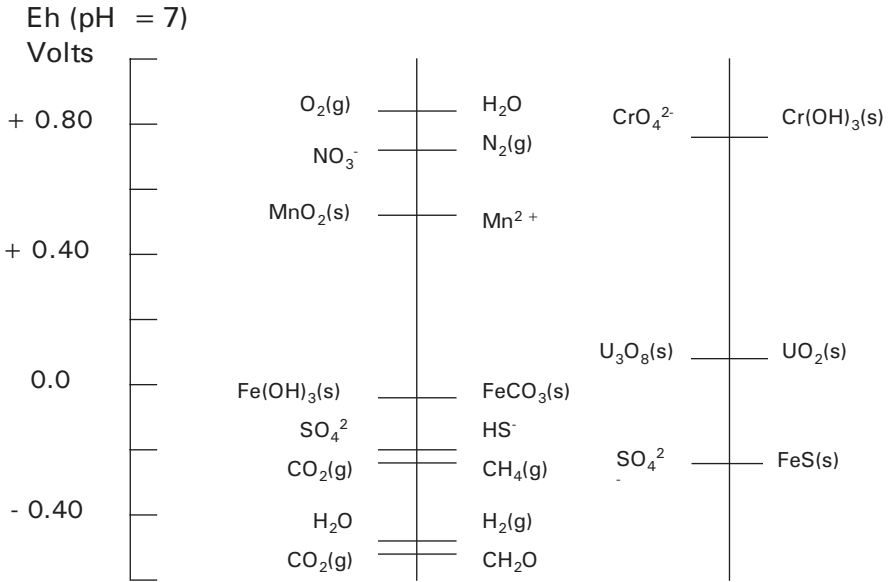 Eh (pH = 7)
Volts
+ 0.80
+ 0.40
0.0
- 0.40
O₂(g) H₂O
NO₃⁻ N₂(g)
MnO₂(s) Mn²⁺
Fe(OH)₃(s) FeCO₃(s)
SO₄² HS⁻
CO₂(g) CH₄(g)
H₂O H₂(g)
CO₂(g) CH₂O
CrO₄²⁻ Cr(OH)₃(s)
U₃O₈(s) UO₂(s)
SO₄² FeS(s)
-